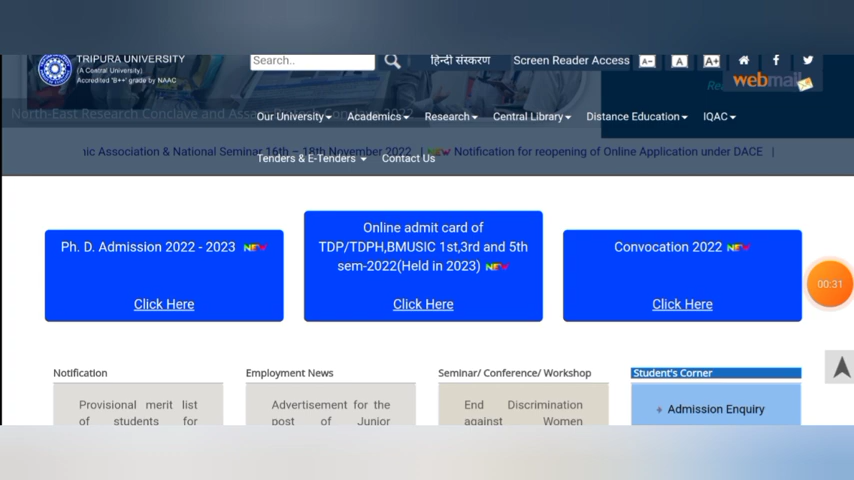 TRIPURA UNIVERSITY
(A Central University)
Accredited "B++" grade by NAAC
Search..
हिन्दी संस्करण
Screen Reader Access
A-
A
A+
webmail
North-East Research Conclave and Assam
Our University
Academics
Research
Central Library
Distance Education
IQAC
Association & National Seminar 16th – 18th November 2022 | NEW Notification for reopening of Online Application under DACE |
Tenders & E-Tenders
Contact Us
Ph. D. Admission 2022 - 2023 NEW
Click Here
Online admit card of
TDP/TDPH,BMUSIC 1st,3rd and 5th
sem-2022(Held in 2023) NEW
Click Here
Convocation 2022 NEW
Click Here
00:31
Notification
Provisional merit list
of students for
Employment News
Advertisement for the
post of Junior
Seminar/ Conference/ Workshop
End Discrimination
against Women
Student's Corner
Admission Enquiry